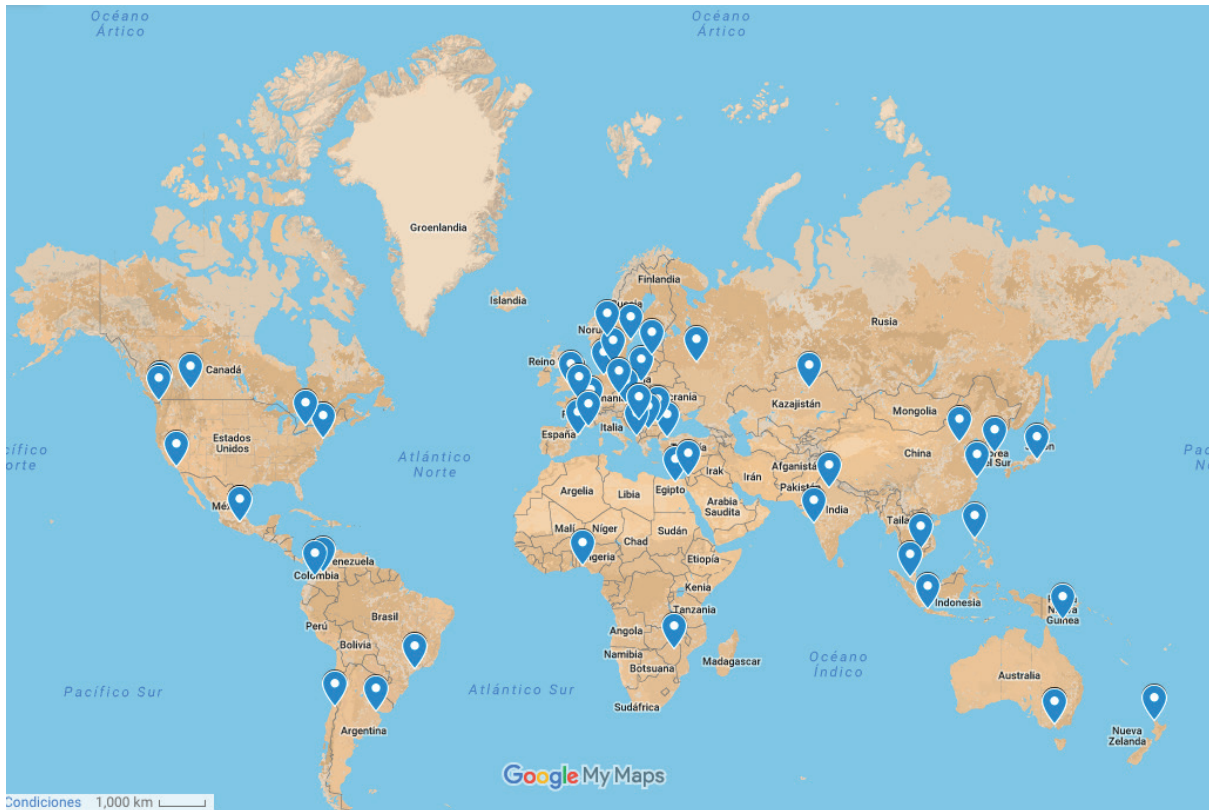 Océano
Ártico
Océano
Ártico
Groenlandia
Islandia
Finlandia
Rusia
Reino
Canadá
Kazajistán
Mongolia
Estados
Unidos
Italia
España
Atlántico
Norte
China
Irak
Irán
Afganistá
Pakistán
India
Argelia
Libia
Egipto
Arabia
Saudita
Malí
Níger
Chad
Sudán
Etiopía
Kenia
Tanzania
Angola
Namibia
Botsuana
Madagascar
Sudáfrica
Colombia
Perú
Brasil
Bolivia
Argentina
Indonesia
Guinea
Australia
Nueva
Zelanda
Océano
Índico
Pacífico Sur
Atlántico Sur
Google My Maps
Condiciones 1,000 km